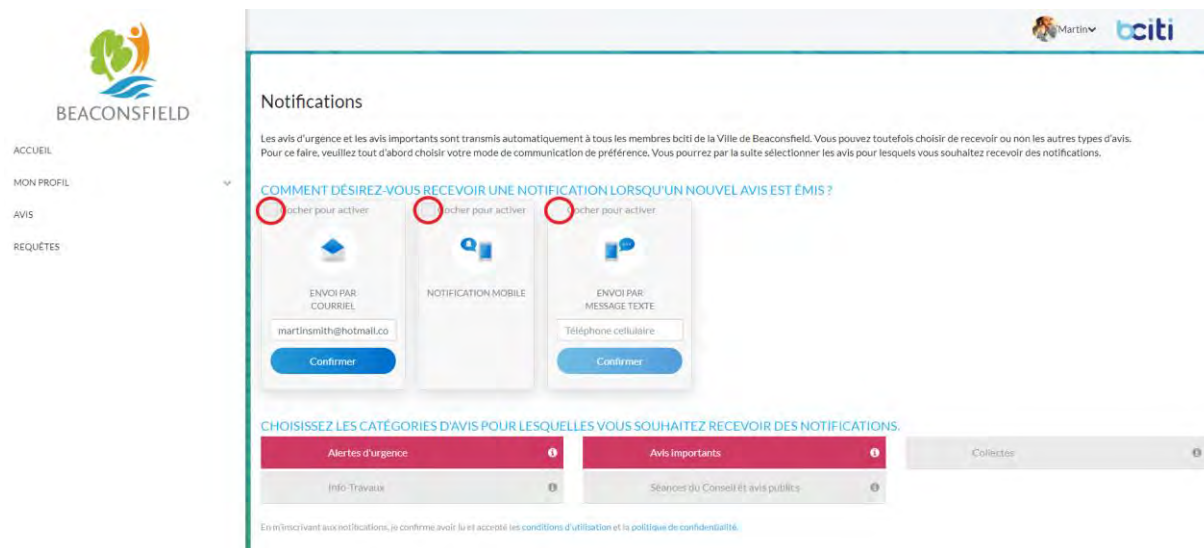 Martin
bciti
BEACONSFIELD
ACCUEIL
MON PROFIL
AVIS
REQUÊTES
Notifications
Les avis d'urgence et les avis importants sont transmis automatiquement à tous les membres bciti de la Ville de Beaconsfield. Vous pouvez toutefois choisir de recevoir ou non les autres types d'avis.
Pour ce faire, veuillez tout d'abord choisir votre mode de communication de préférence. Vous pourrez par la suite sélectionner les avis pour lesquels vous souhaitez recevoir des notifications.
COMMENT DÉSIREZ-VOUS RECEVOIR UNE NOTIFICATION LORSQU'UN NOUVEL AVIS EST ÉMIS ?
Cocher pour activer
ENVOI PAR
COURRIEL
martinsmith@hotmail.co
Confirmer
Cocher pour activer
NOTIFICATION MOBILE
Cocher pour activer
ENVOI PAR
MESSAGE TEXTE
Téléphone cellulaire
Confirmer
CHOISISSEZ LES CATÉGORIES D'AVIS POUR LESQUELLES VOUS SOUHAITEZ RECEVOIR DES NOTIFICATIONS.
Alertes d'urgence
Avis importants
Collectes
Info-Travaux
Séances du Conseil et avis publics
En m'inscrivant aux notifications, je confirme avoir lu et accepté les conditions d'utilisation et la politique de confidentialité.